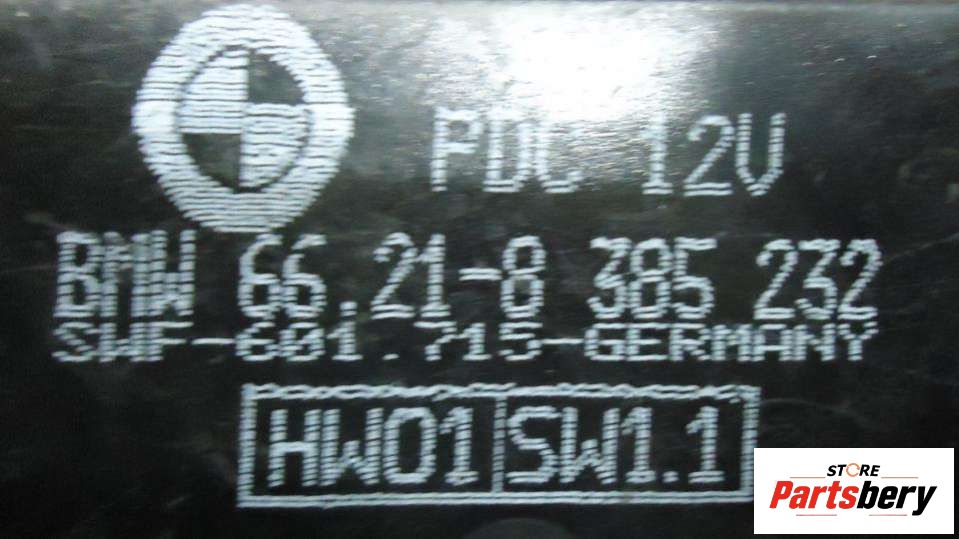 PDC 12V
BMW 66.21-8 385 232
SWF-601.715-GERMANY
HW01 SW1.1
STORE
Partsbery